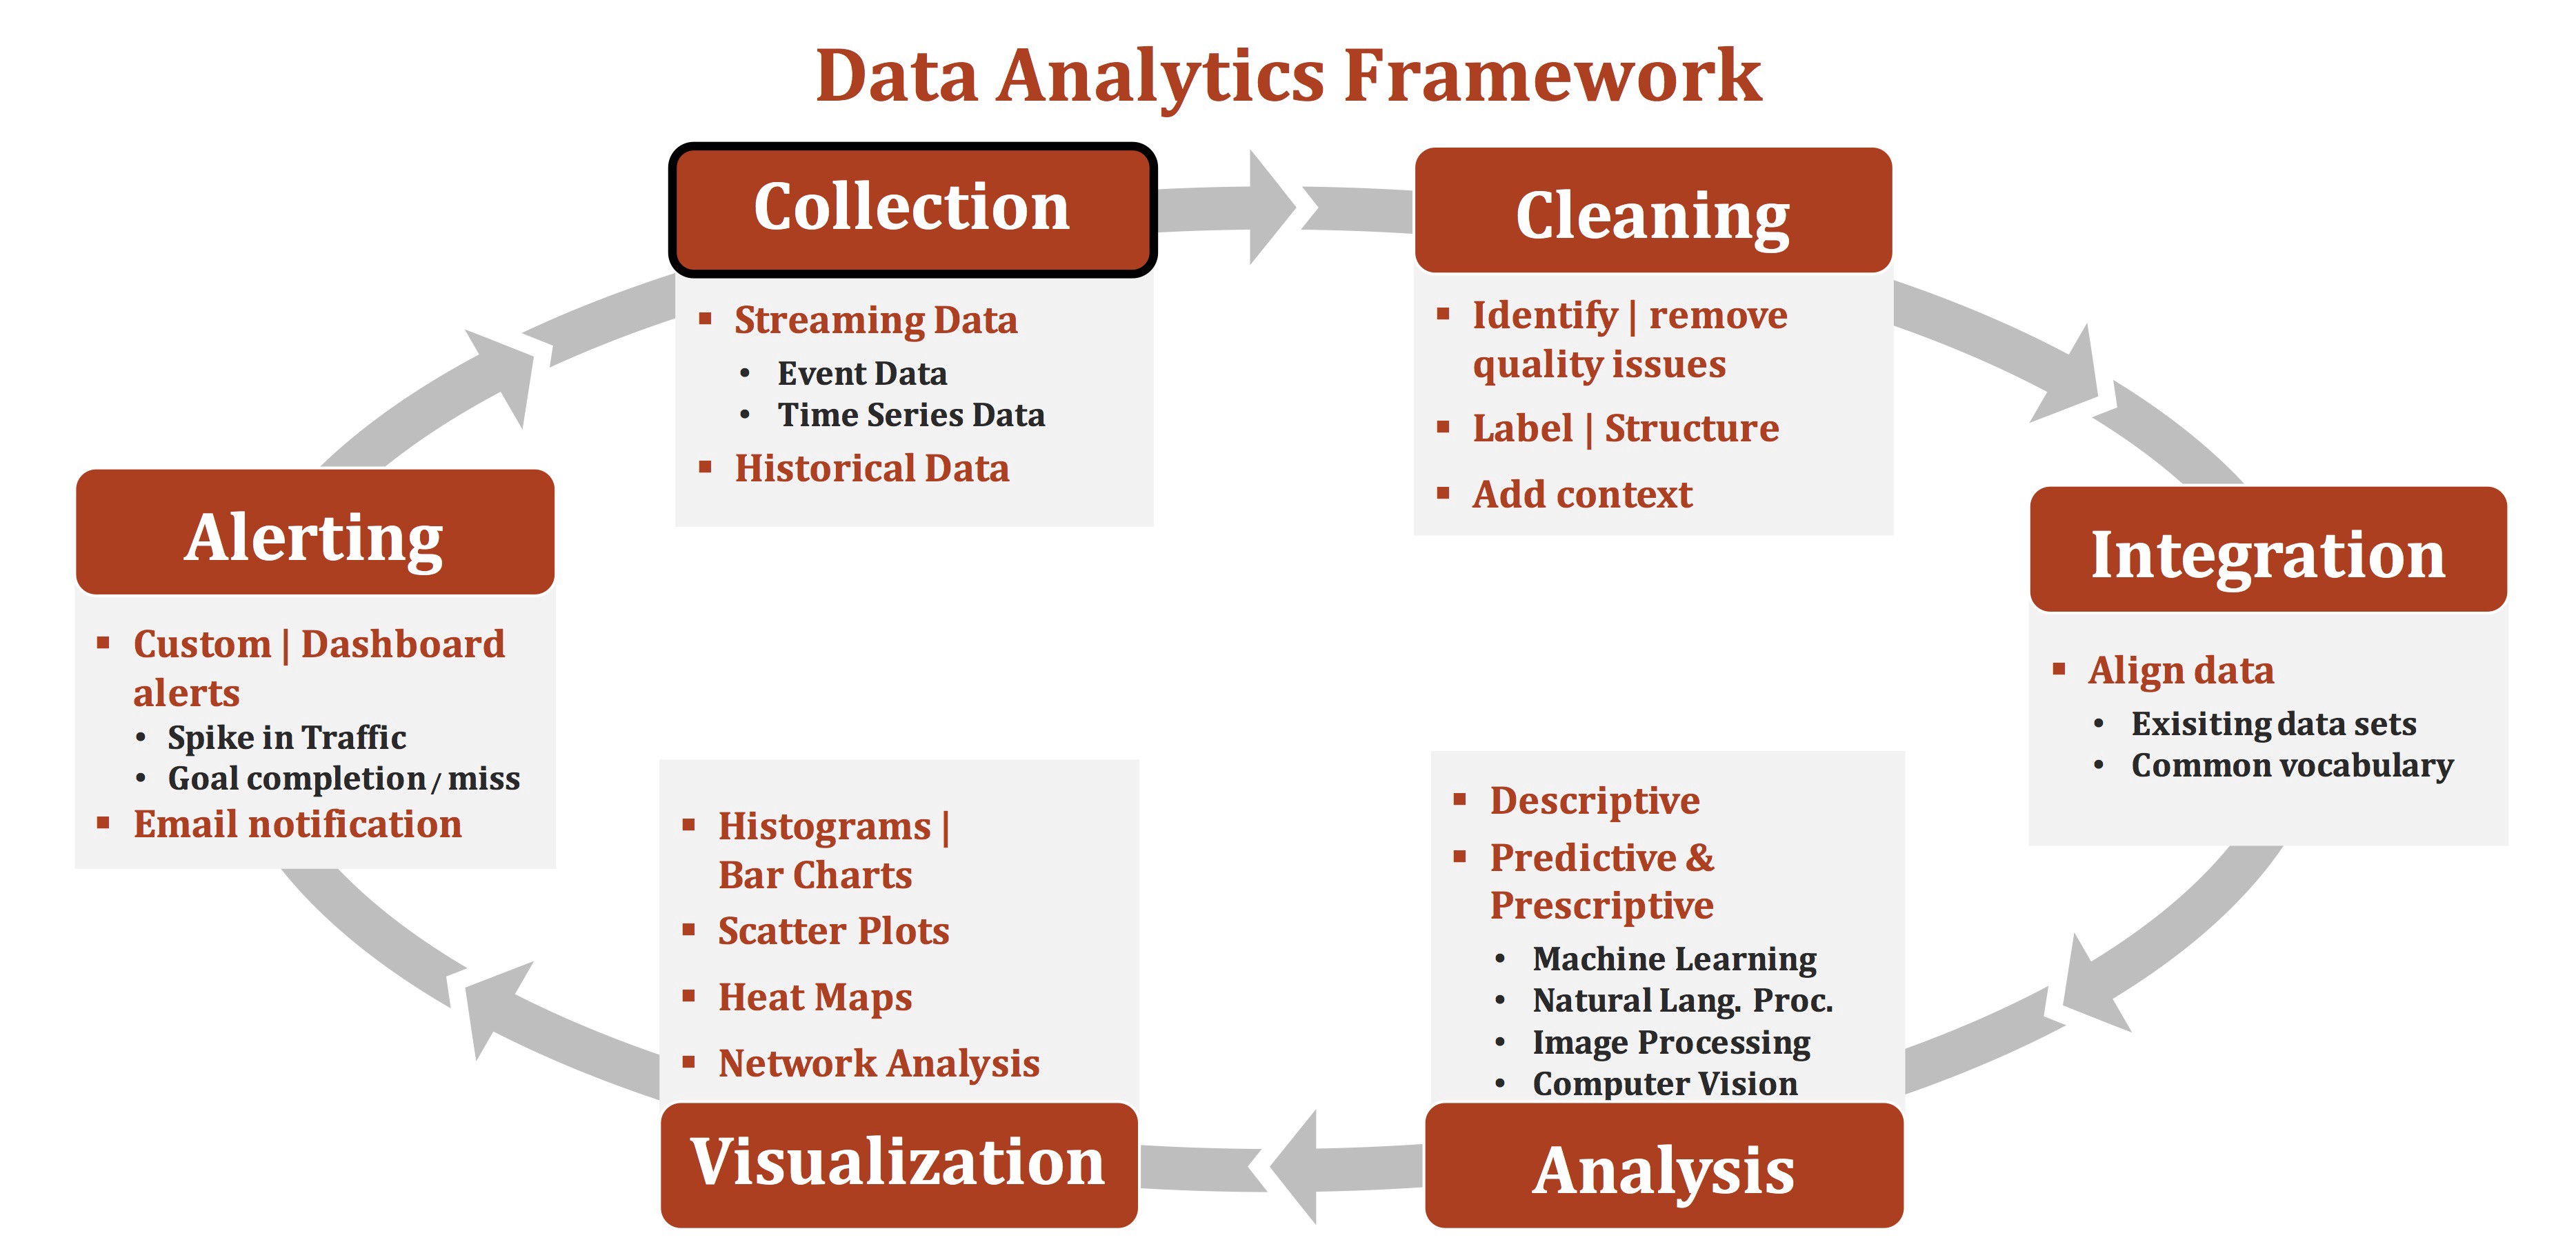 Data Analytics Framework
Collection
▪ Streaming Data
• Event Data
• Time Series Data
▪ Historical Data
Cleaning
▪ Identify | remove
quality issues
▪ Label | Structure
▪ Add context
Integration
▪ Align data
• Exisiting data sets
• Common vocabulary
▪ Descriptive
▪ Predictive &
Prescriptive
• Machine Learning
• Natural Lang. Proc.
• Image Processing
• Computer Vision
Analysis
▪ Histograms |
Bar Charts
▪ Scatter Plots
▪ Heat Maps
▪ Network Analysis
Visualization
Alerting
▪ Custom | Dashboard
alerts
• Spike in Traffic
• Goal completion / miss
▪ Email notification